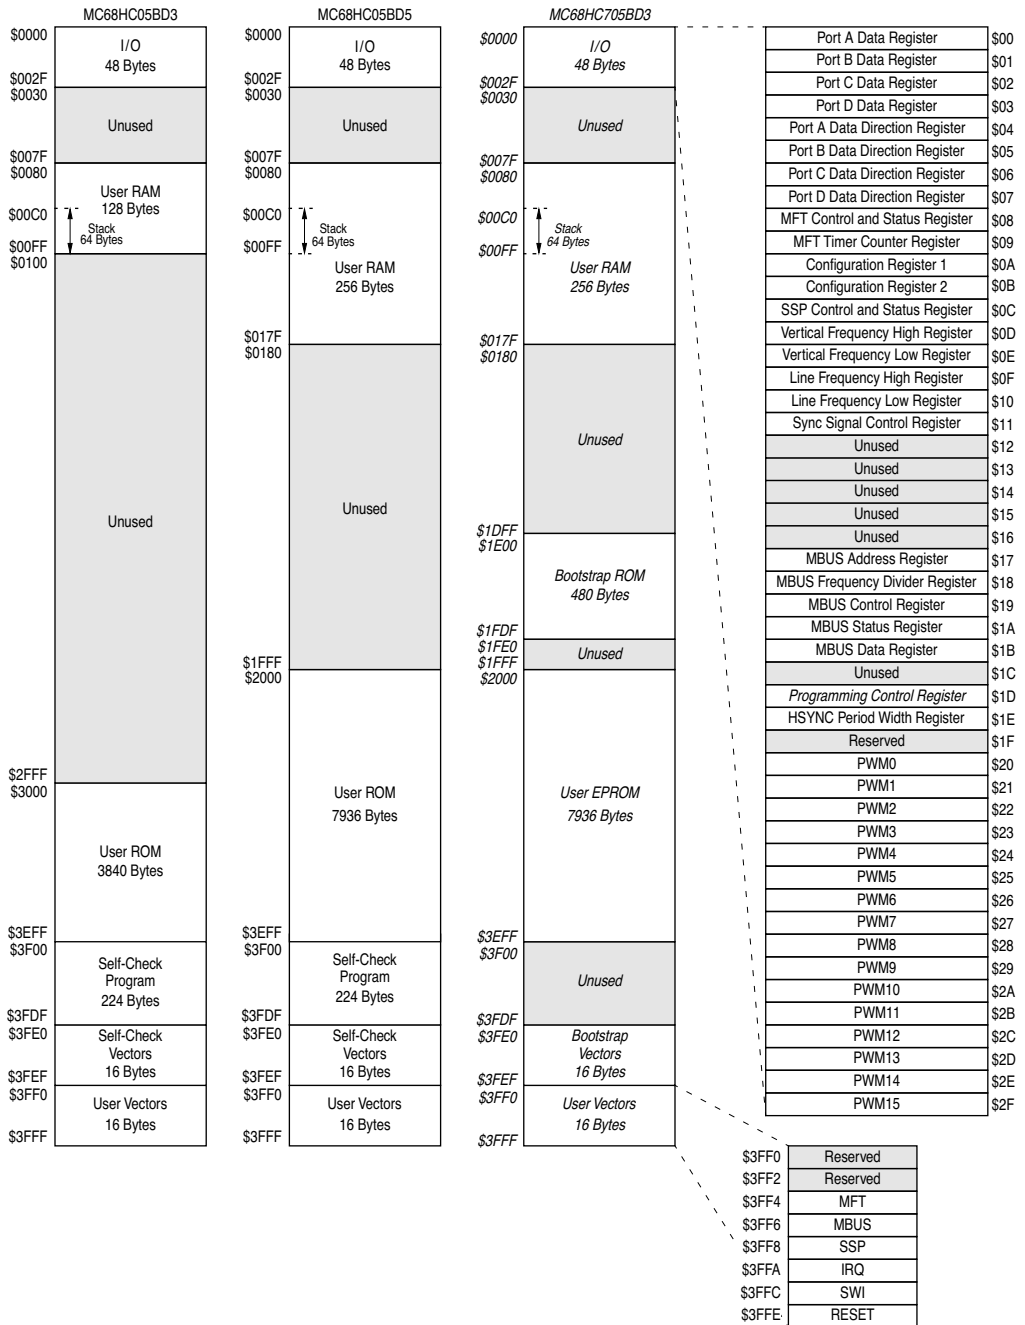 MC68HC05BD3
$0000
I/O
48 Bytes
$002F
$0030
Unused
$007F
$0080
User RAM
128 Bytes
$00C0
Stack
64 Bytes
$00FF
$0100
Unused
$2FFF
$3000
User ROM
3840 Bytes
$3EFF
$3F00
Self-Check
Program
224 Bytes
$3FDF
$3FE0
Self-Check
Vectors
16 Bytes
$3FEF
$3FF0
User Vectors
16 Bytes
$3FFF
MC68HC05BD5
$0000
I/O
48 Bytes
$002F
$0030
Unused
$007F
$0080
$00C0
Stack
64 Bytes
$00FF
User RAM
256 Bytes
$017F
$0180
Unused
$1FFF
$2000
User ROM
7936 Bytes
$3EFF
$3F00
Self-Check
Program
224 Bytes
$3FDF
$3FE0
Self-Check
Vectors
16 Bytes
$3FEF
$3FF0
User Vectors
16 Bytes
$3FFF
MC68HC705BD3
$0000
I/O
48 Bytes
$002F
$0030
Unused
$007F
$0080
$00C0
Stack
64 Bytes
$00FF
User RAM
256 Bytes
$017F
$0180
Unused
$1DFF
$1E00
Bootstrap ROM
480 Bytes
$1FDF
$1FE0
Unused
$1FFF
$2000
User EPROM
7936 Bytes
$3EFF
$3F00
Unused
$3FDF
$3FE0
Bootstrap
Vectors
16 Bytes
$3FEF
$3FF0
User Vectors
16 Bytes
$3FFF
Port A Data Register $00
Port B Data Register $01
Port C Data Register $02
Port D Data Register $03
Port A Data Direction Register $04
Port B Data Direction Register $05
Port C Data Direction Register $06
Port D Data Direction Register $07
MFT Control and Status Register $08
MFT Timer Counter Register $09
Configuration Register 1 $0A
Configuration Register 2 $0B
SSP Control and Status Register $0C
Vertical Frequency High Register $0D
Vertical Frequency Low Register $0E
Line Frequency High Register $0F
Line Frequency Low Register $10
Sync Signal Control Register $11
Unused $12
Unused $13
Unused $14
Unused $15
Unused $16
MBUS Address Register $17
MBUS Frequency Divider Register $18
MBUS Control Register $19
MBUS Status Register $1A
MBUS Data Register $1B
Unused $1C
Programming Control Register $1D
HSYNC Period Width Register $1E
Reserved $1F
PWM0 $20
PWM1 $21
PWM2 $22
PWM3 $23
PWM4 $24
PWM5 $25
PWM6 $26
PWM7 $27
PWM8 $28
PWM9 $29
PWM10 $2A
PWM11 $2B
PWM12 $2C
PWM13 $2D
PWM14 $2E
PWM15 $2F
$3FF0 Reserved
$3FF2 Reserved
$3FF4 MFT
$3FF6 MBUS
$3FF8 SSP
$3FFA IRQ
$3FFC SWI
$3FFE RESET